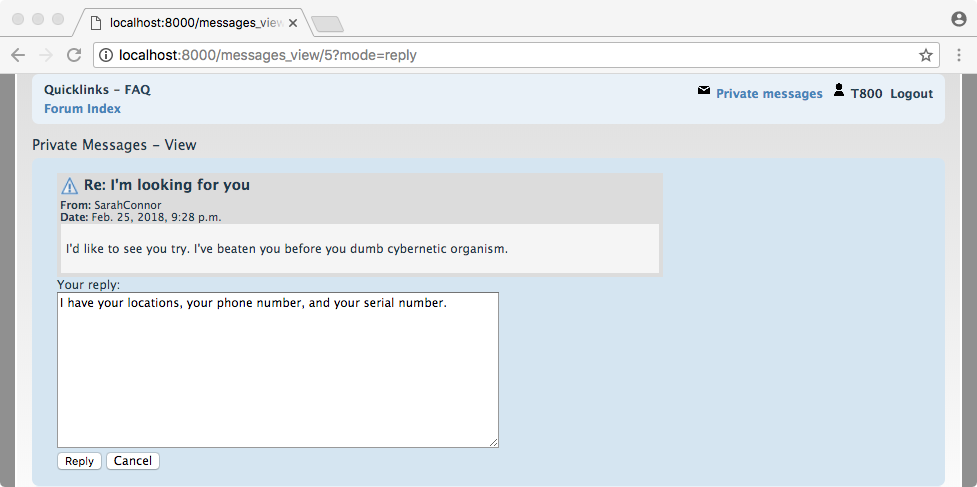 localhost:8000/messages_view
localhost:8000/messages_view/5?mode=reply
Quicklinks – FAQ
Private messages T800 Logout
Forum Index
Private Messages – View
Re: I'm looking for you
From: SarahConnor
Date: Feb. 25, 2018, 9:28 p.m.
I'd like to see you try. I've beaten you before you dumb cybernetic organism.
Your reply:
I have your locations, your phone number, and your serial number.
Reply Cancel